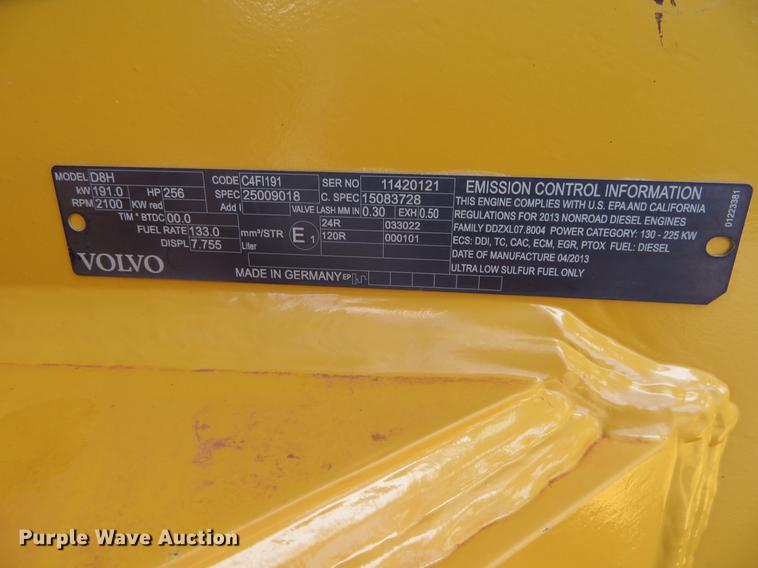 MODEL D8H CODE C4FI191 SER NO 11420121
kW 191.0 HP 256 SPEC 25009018 C. SPEC 15083728
RPM 2100 KW red Add I VALVE LASH MM IN 0.30 EXH 0.50
TIM ° BTDC 00.0
FUEL RATE 133.0 mm³/STR E1 24R 033022
DISPL 7.755 Liter 120R 000101
VOLVO MADE IN GERMANY EP
EMISSION CONTROL INFORMATION
THIS ENGINE COMPLIES WITH U.S. EPA AND CALIFORNIA
REGULATIONS FOR 2013 NONROAD DIESEL ENGINES
FAMILY DDZXL07.8004 POWER CATEGORY: 130 - 225 KW
ECS: DDI, TC, CAC, ECM, EGR, PTOX FUEL: DIESEL
DATE OF MANUFACTURE 04/2013
ULTRA LOW SULFUR FUEL ONLY
01223381
Purple Wave Auction®